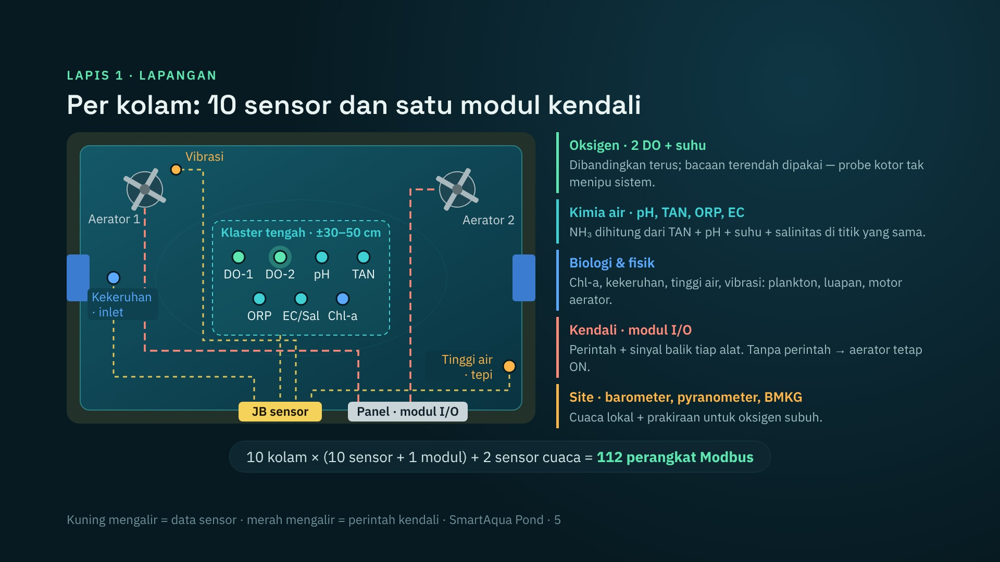 LAPIS 1 · LAPANGAN
Per kolam: 10 sensor dan satu modul kendali
Vibrasi
Aerator 1
Aerator 2
Klaster tengah · ±30–50 cm
DO-1 DO-2 pH TAN
ORP EC/Sal Chl-a
Kekeruhan
· inlet
Tinggi air
· tepi
JB sensor
Panel · modul I/O
Oksigen · 2 DO + suhu
Dibandingkan terus; bacaan terendah dipakai — probe kotor tak
menipu sistem.
Kimia air · pH, TAN, ORP, EC
NH₃ dihitung dari TAN + pH + suhu + salinitas di titik yang sama.
Biologi & fisik
Chl-a, kekeruhan, tinggi air, vibrasi: plankton, luapan, motor
aerator.
Kendali · modul I/O
Perintah + sinyal balik tiap alat. Tanpa perintah → aerator tetap
ON.
Site · barometer, pyranometer, BMKG
Cuaca lokal + prakiraan untuk oksigen subuh.
10 kolam × (10 sensor + 1 modul) + 2 sensor cuaca = 112 perangkat Modbus
Kuning mengalir = data sensor · merah mengalir = perintah kendali · SmartAqua Pond · 5